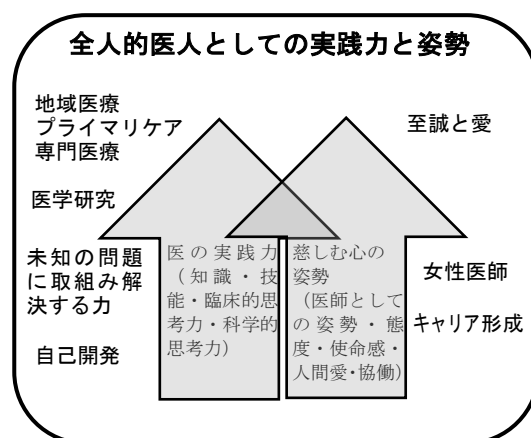 全人的医人としての実践力と姿勢
地域医療
プライマリケア
専門医療
医学研究
未知の問題
に取組み解
決する力
自己開発
医の実践力
（知識・技
能・臨床的思
考力・科学的
思考力）
慈しむ心の
姿勢
（医師として
の姿勢・態
度・使命感・
人間愛・協働）
至誠と愛
女性医師
キャリア形成